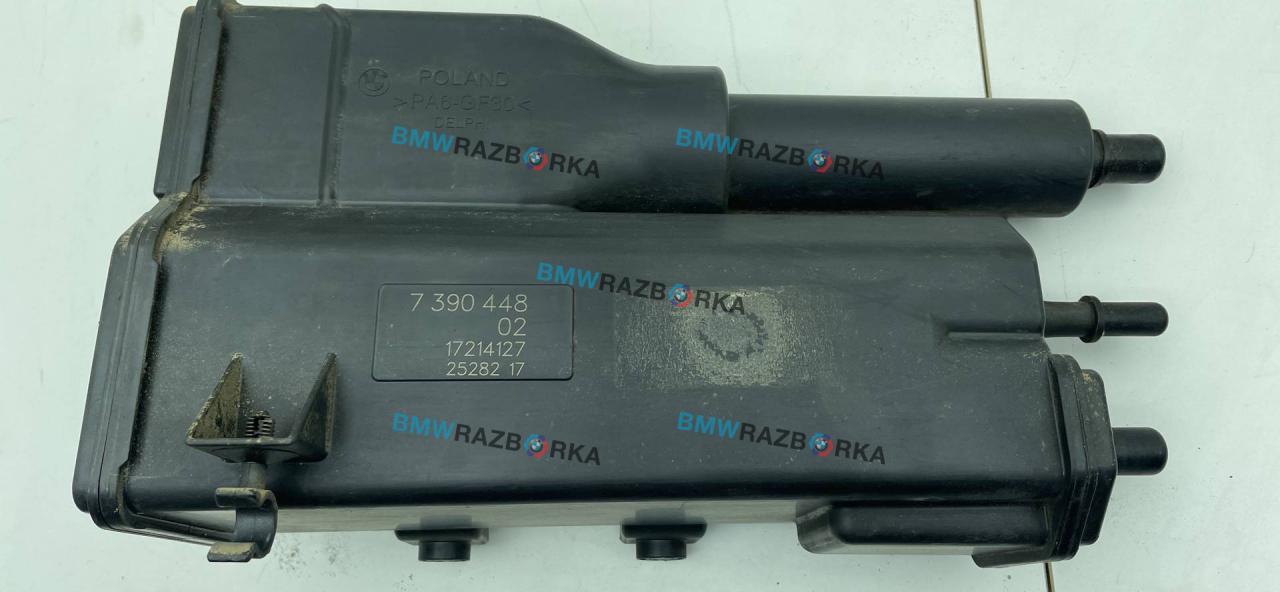 POLAND
>PA6-GF30<
DELPHI
BMWRAZBORKA
BMWRAZBORKA
BMWRAZBORKA
7 390 448
02
17214127
25282 17
BMWRAZBORKA
BMWRAZBORKA